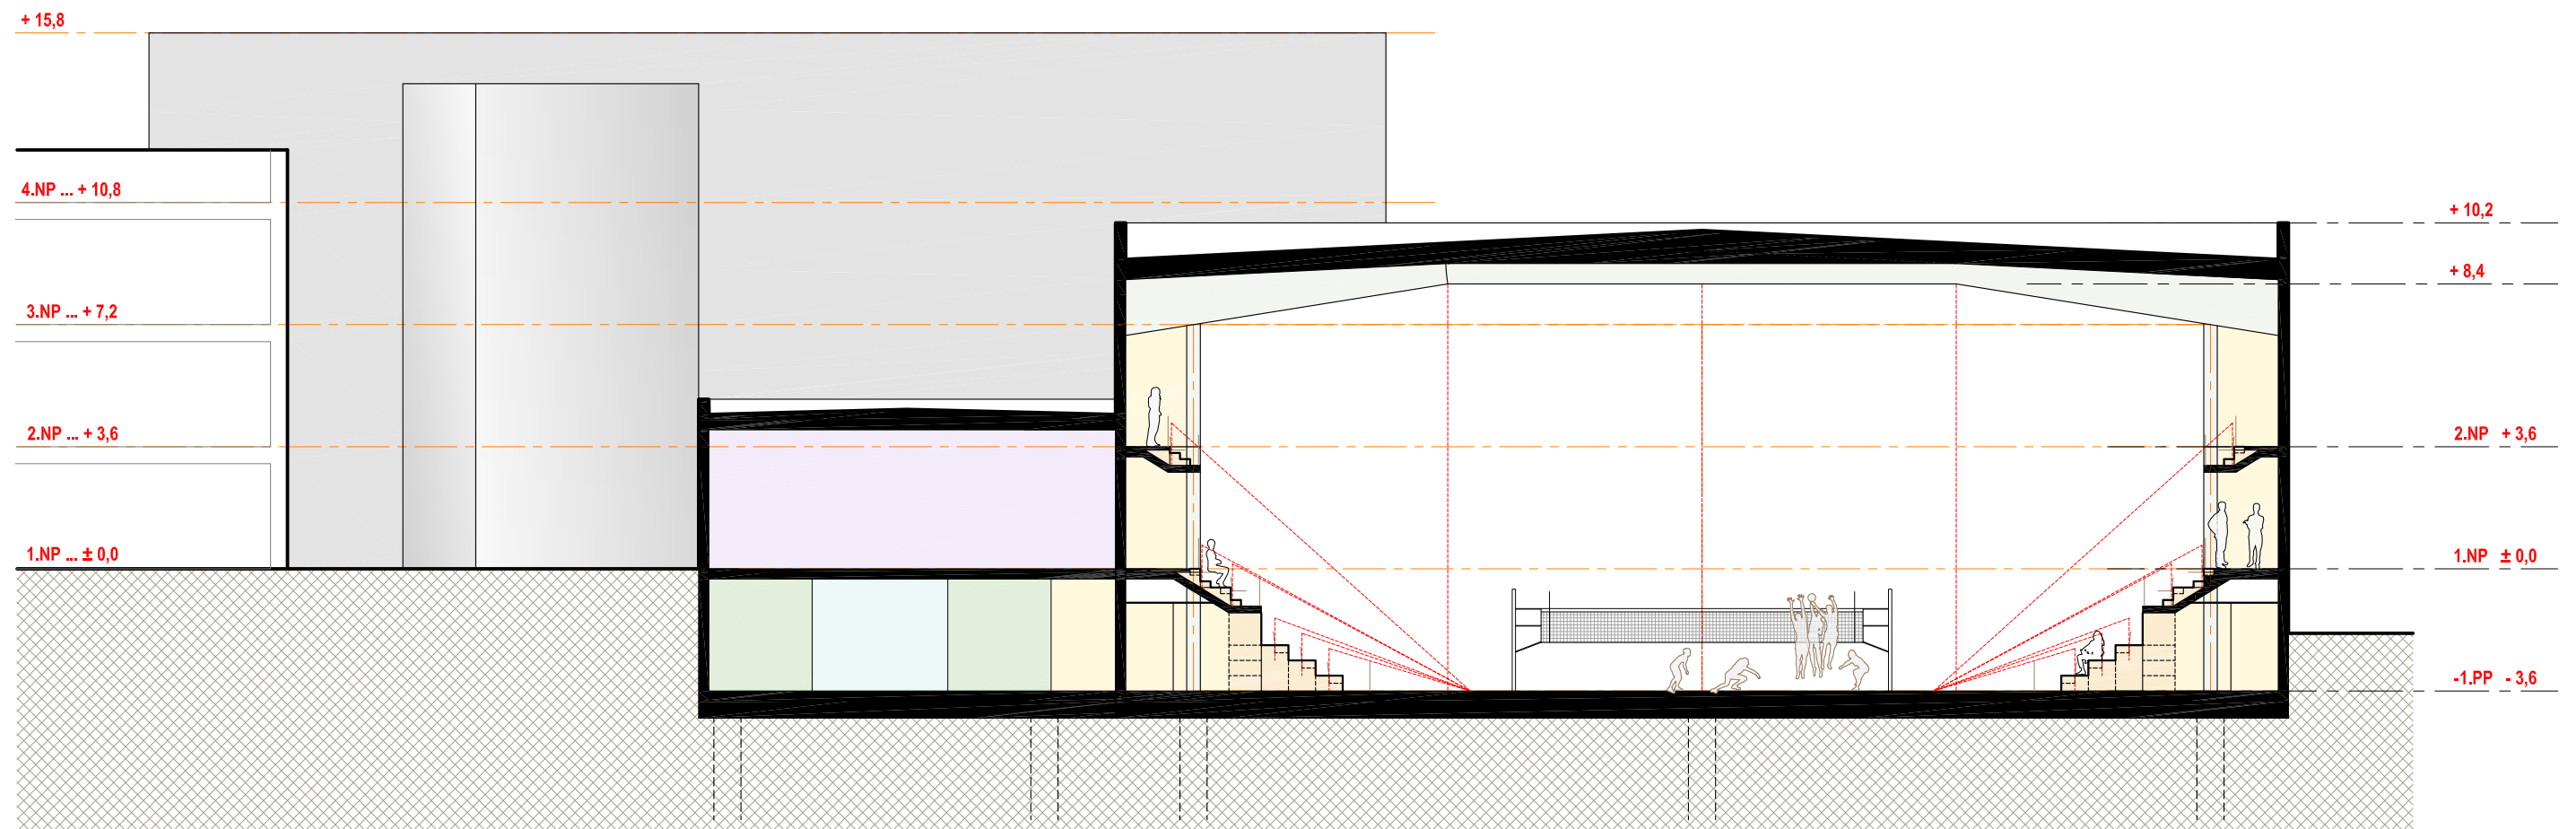 + 15,8
4.NP ... + 10,8
3.NP ... + 7,2
2.NP ... + 3,6
1.NP ... ± 0,0
+ 10,2
+ 8,4
2.NP + 3,6
1.NP ± 0,0
-1.PP - 3,6